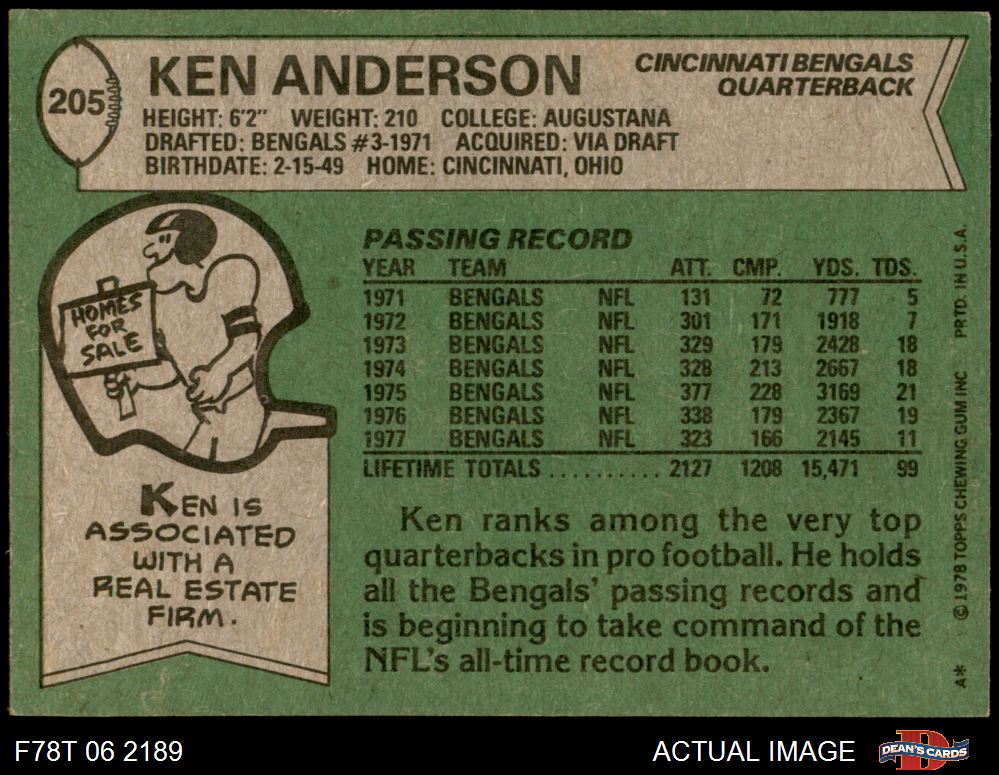 205
KEN ANDERSON
CINCINNATI BENGALS
QUARTERBACK
HEIGHT: 6'2" WEIGHT: 210 COLLEGE: AUGUSTANA
DRAFTED: BENGALS #3-1971 ACQUIRED: VIA DRAFT
BIRTHDATE: 2-15-49 HOME: CINCINNATI, OHIO
HOMES
FOR
SALE
KEN IS
ASSOCIATED
WITH A
REAL ESTATE
FIRM.
PASSING RECORD
YEAR TEAM ATT. CMP. YDS. TDS.
1971 BENGALS NFL 131 72 777 5
1972 BENGALS NFL 301 171 1918 7
1973 BENGALS NFL 329 179 2428 18
1974 BENGALS NFL 328 213 2667 18
1975 BENGALS NFL 377 228 3169 21
1976 BENGALS NFL 338 179 2367 19
1977 BENGALS NFL 323 166 2145 11
LIFETIME TOTALS .......... 2127 1208 15,471 99
Ken ranks among the very top
quarterbacks in pro football. He holds
all the Bengals' passing records and
is beginning to take command of the
NFL's all-time record book.
A* © 1978 TOPPS CHEWING GUM INC PRTD. IN U.S.A.
F78T 06 2189
ACTUAL IMAGE
D
DEAN'S CARDS